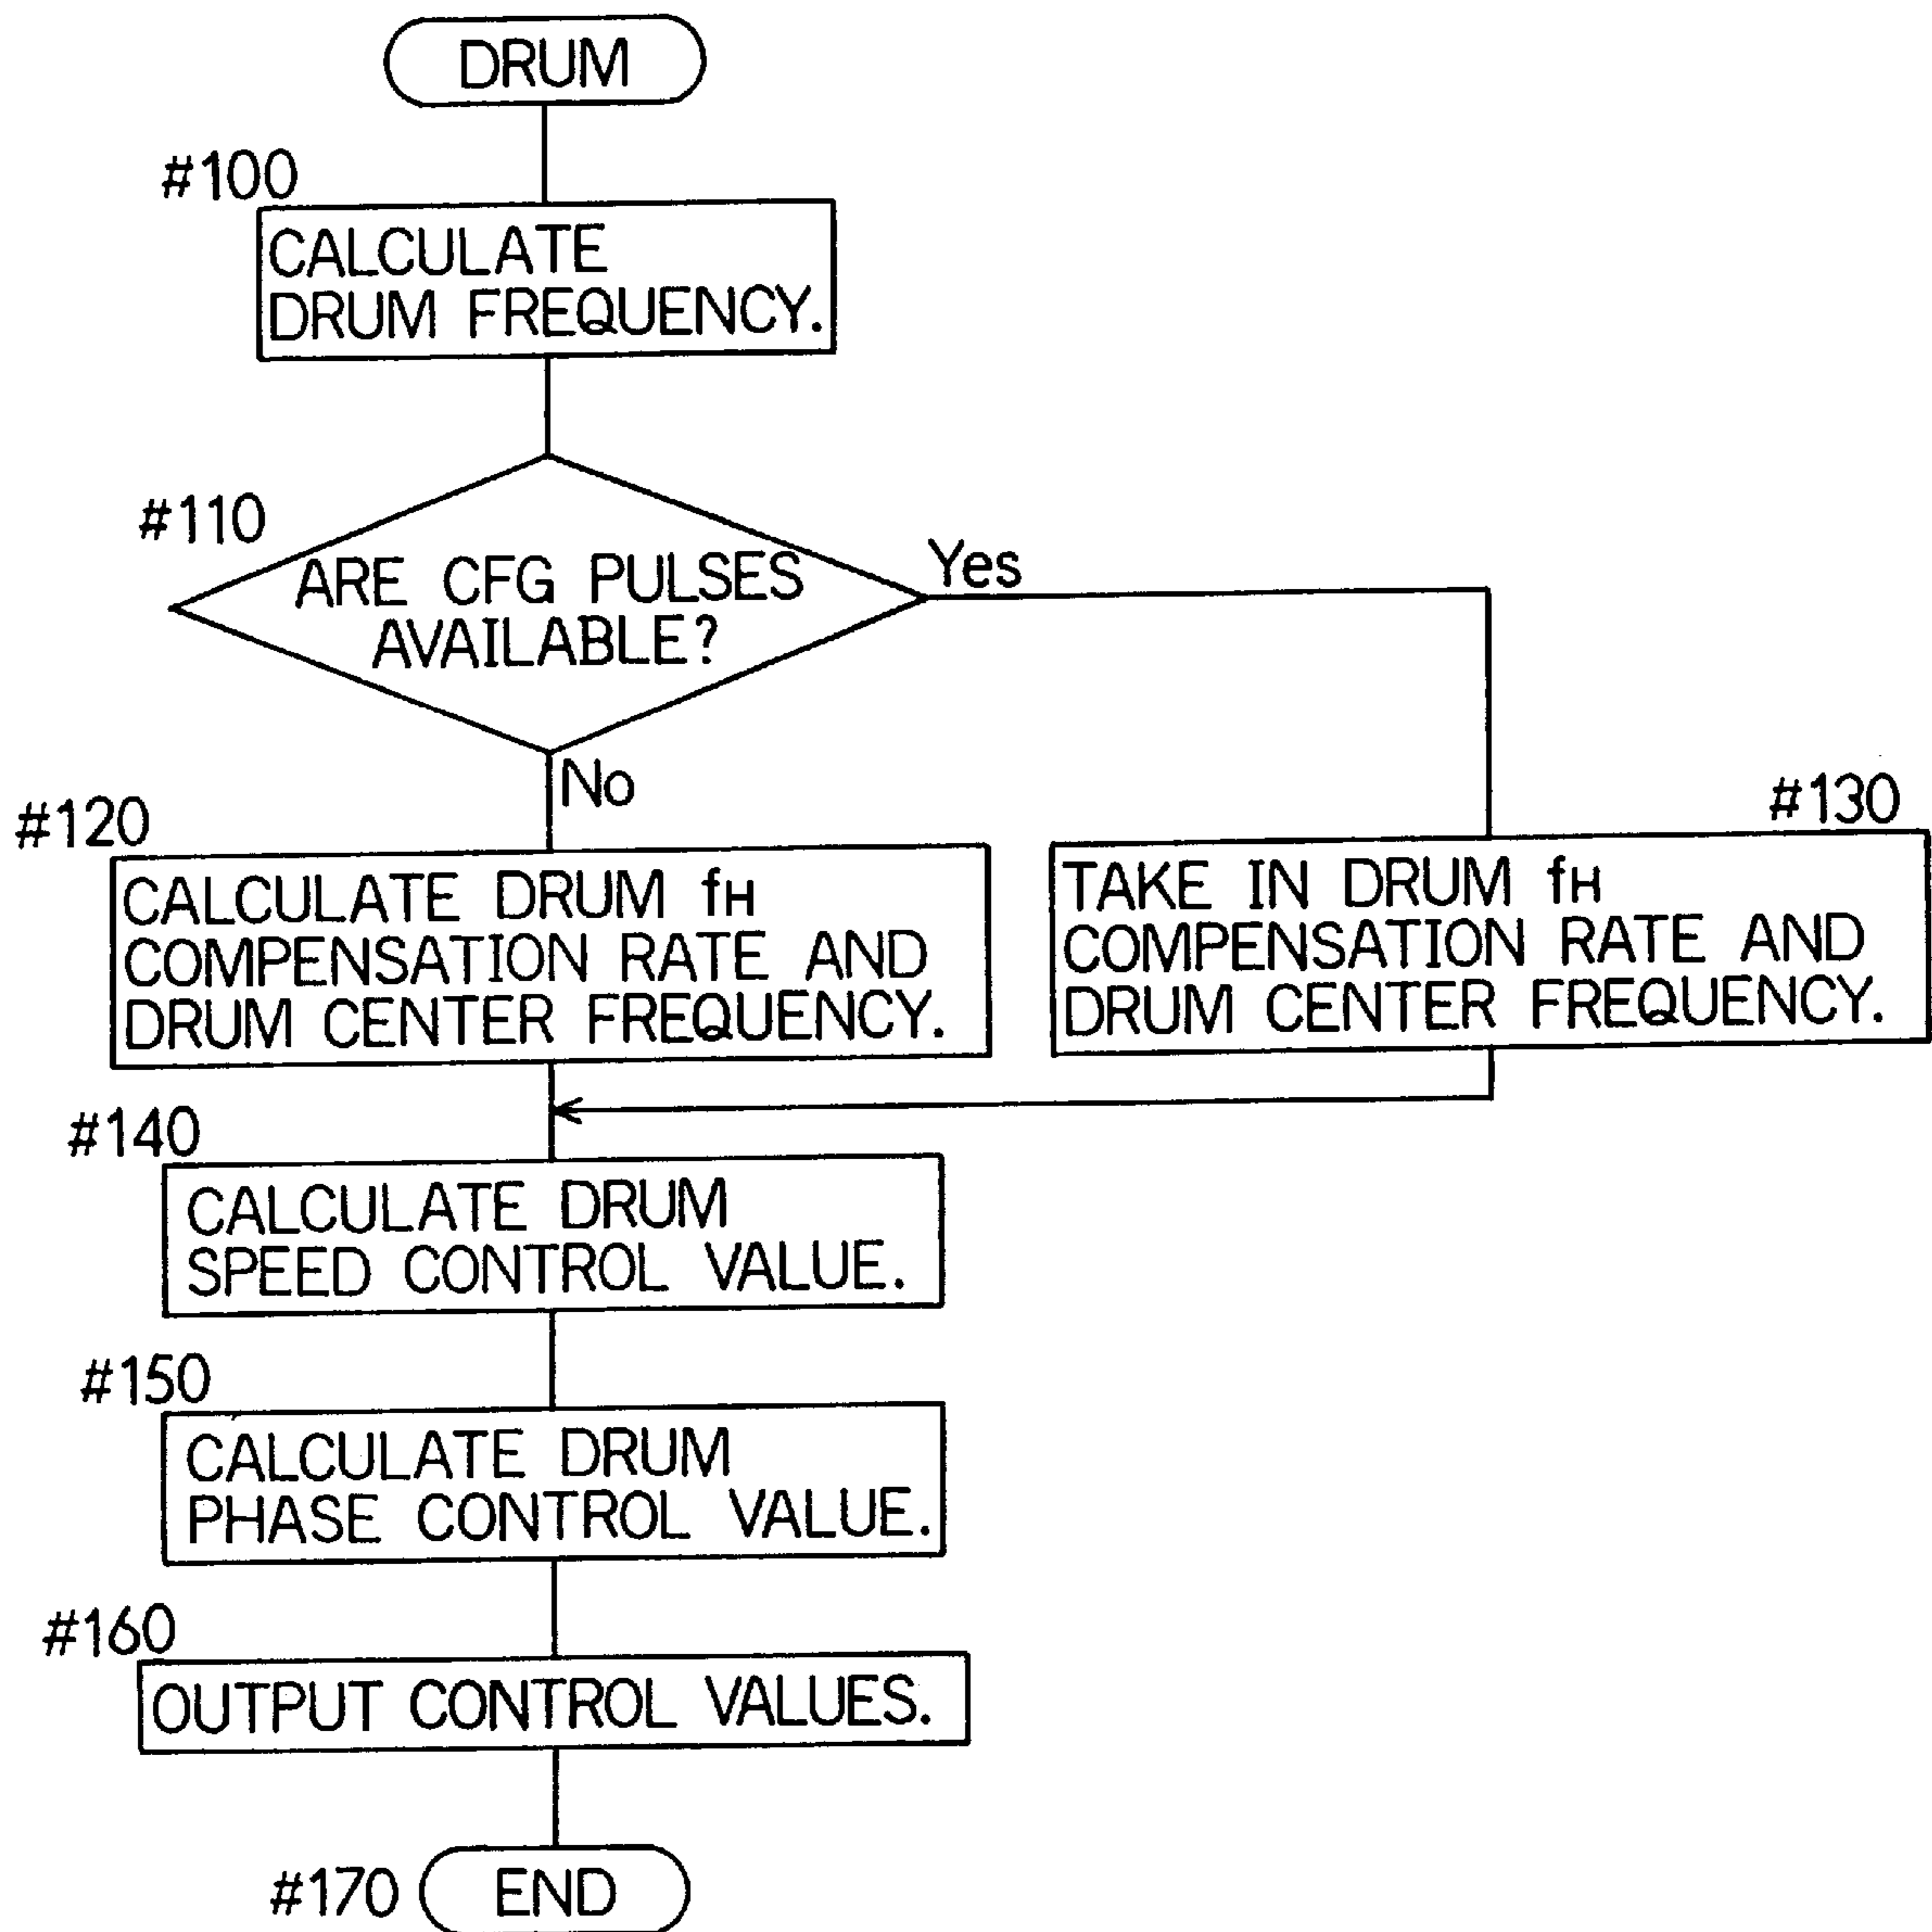 DRUM
#100
CALCULATE
DRUM FREQUENCY.
#110
ARE CFG PULSES
AVAILABLE?
Yes
No
#120
CALCULATE DRUM fH
COMPENSATION RATE AND
DRUM CENTER FREQUENCY.
#130
TAKE IN DRUM fH
COMPENSATION RATE AND
DRUM CENTER FREQUENCY.
#140
CALCULATE DRUM
SPEED CONTROL VALUE.
#150
CALCULATE DRUM
PHASE CONTROL VALUE.
#160
OUTPUT CONTROL VALUES.
#170
END